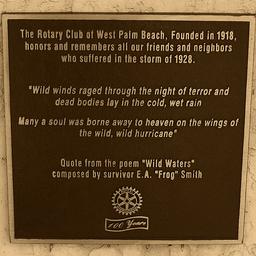 The Rotary Club of West Palm Beach, Founded in 1918,
honors and remembers all our friends and neighbors
who suffered in the storm of 1928.
"Wild winds raged through the night of terror and
dead bodies lay in the cold, wet rain
Many a soul was borne away to heaven on the wings of
the wild, wild hurricane"
Quote from the poem "Wild Waters"
composed by survivor E.A. "Frog" Smith
100 Years